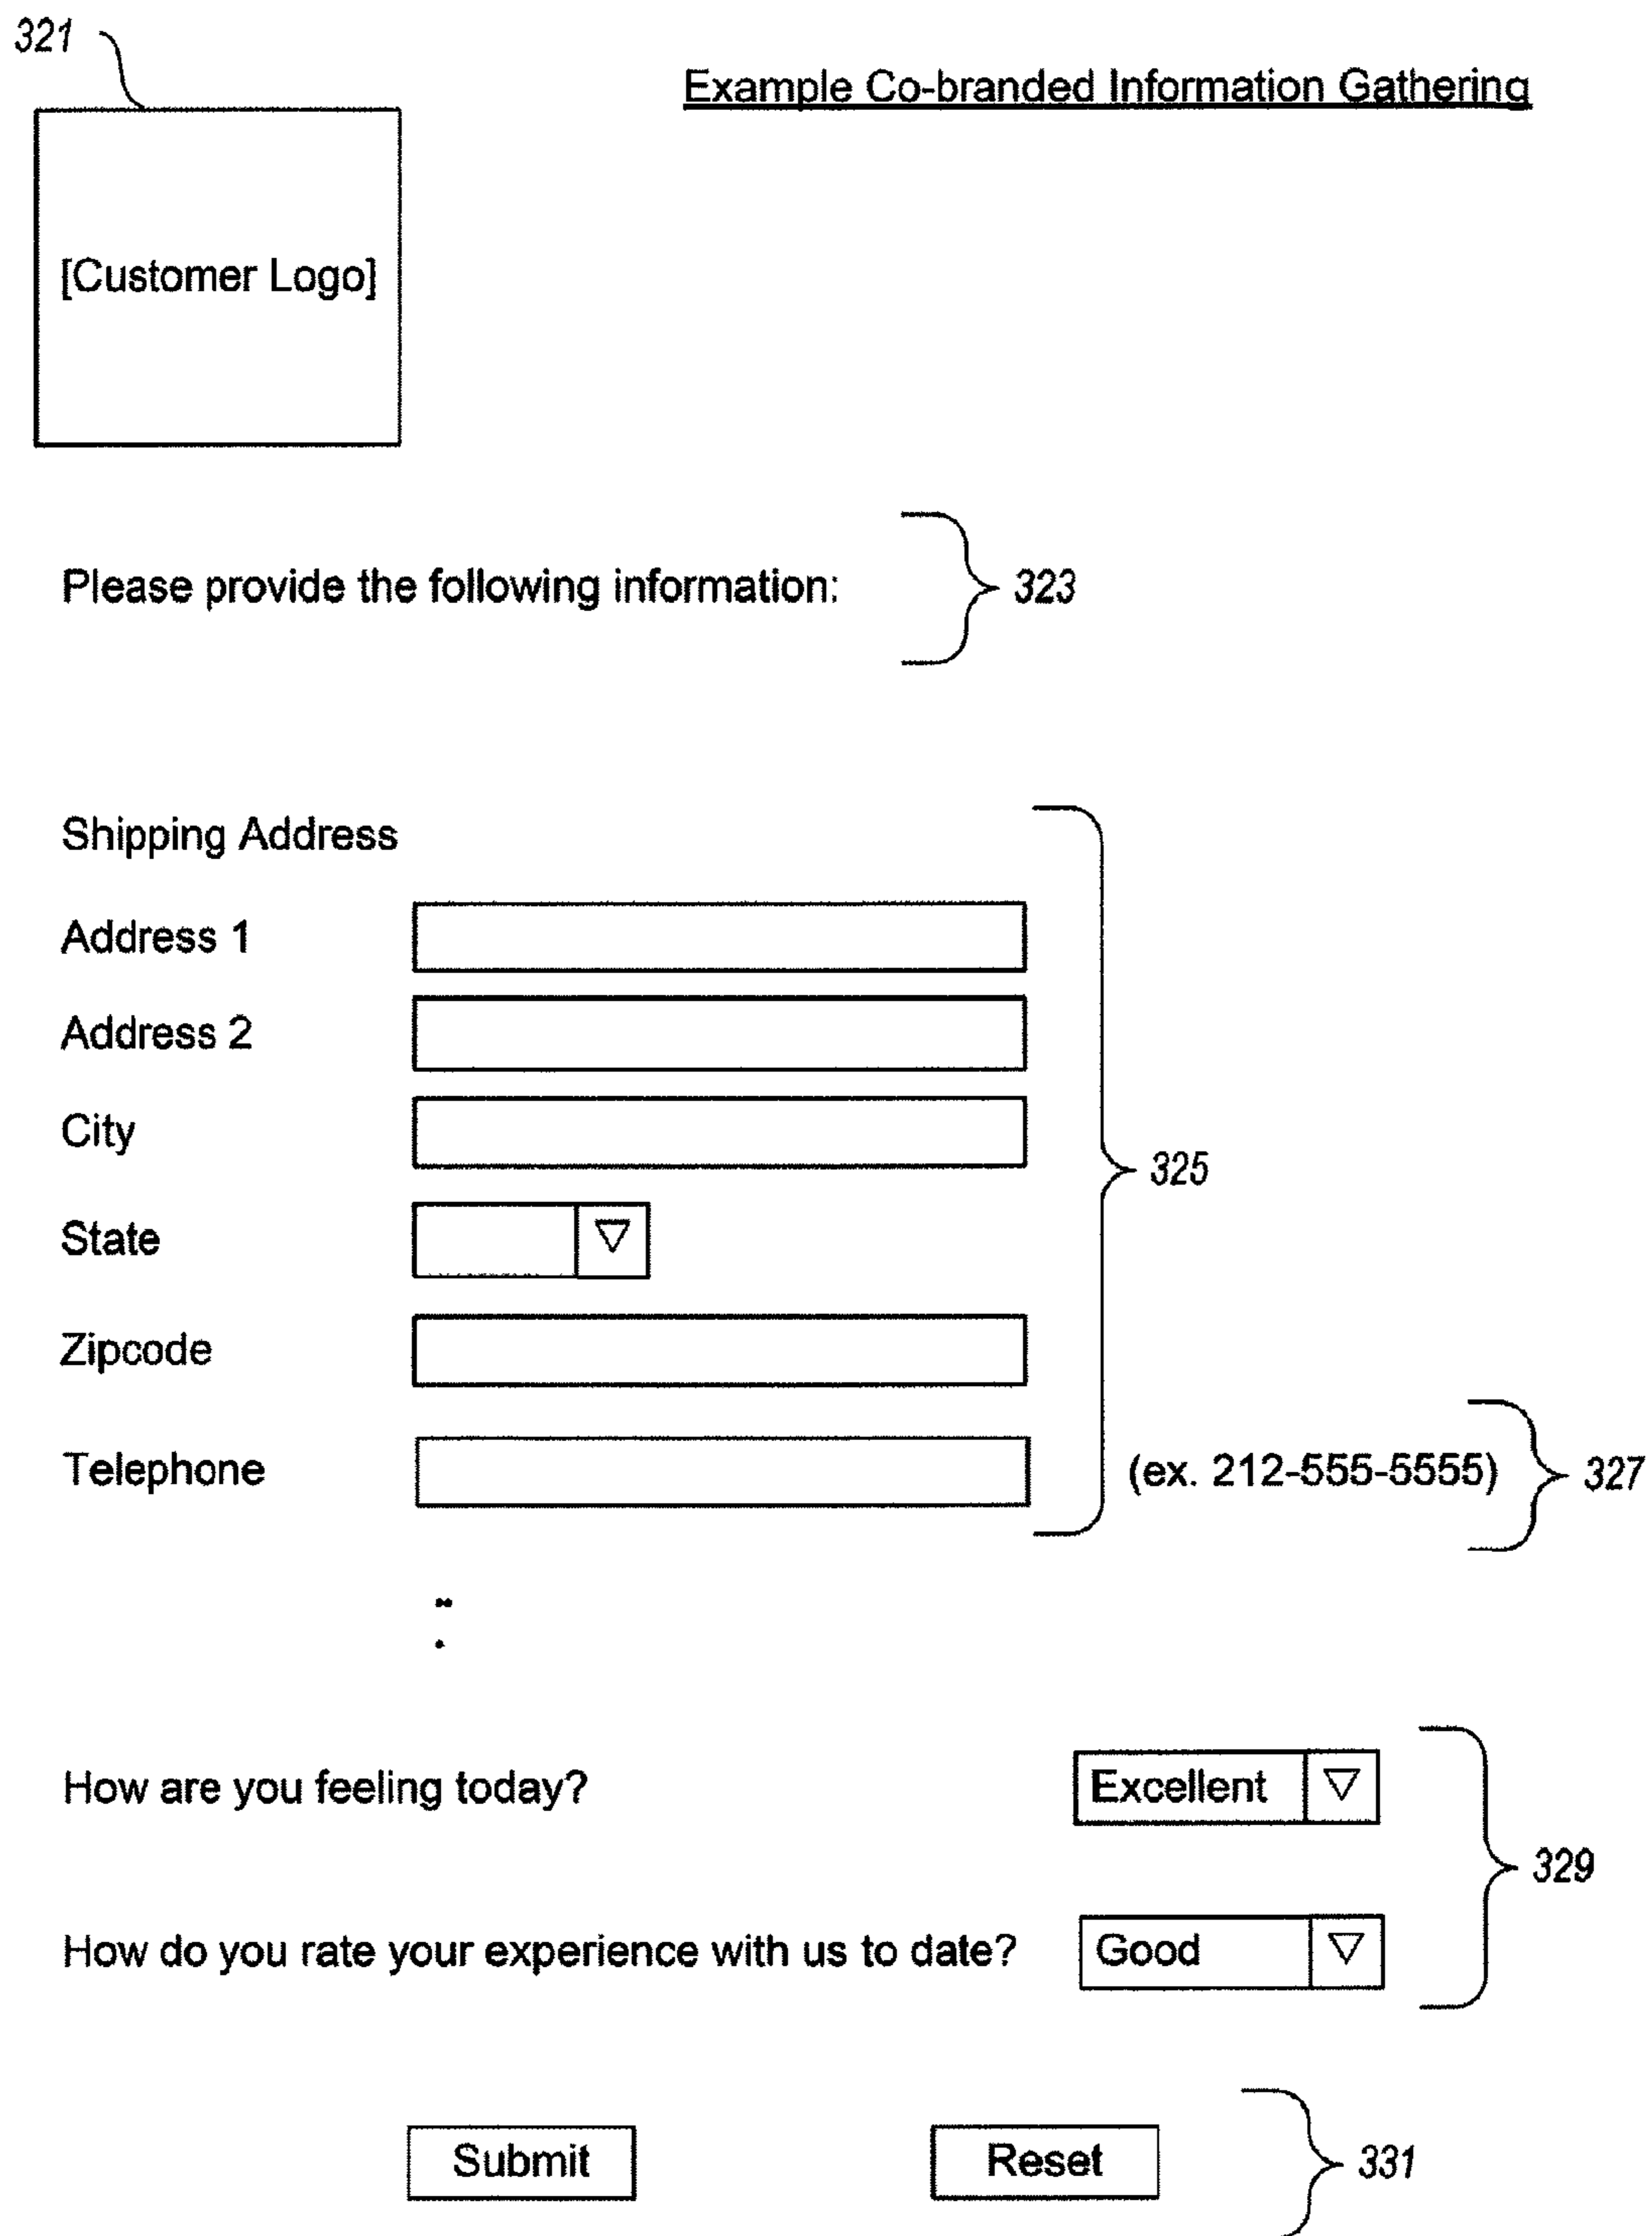 321
Example Co-branded Information Gathering
[Customer Logo]
Please provide the following information:
323
Shipping Address
Address 1
Address 2
City
325
State
Zipcode
Telephone
(ex. 212-555-5555)
327
How are you feeling today?
Excellent
329
How do you rate your experience with us to date?
Good
Submit
Reset
331